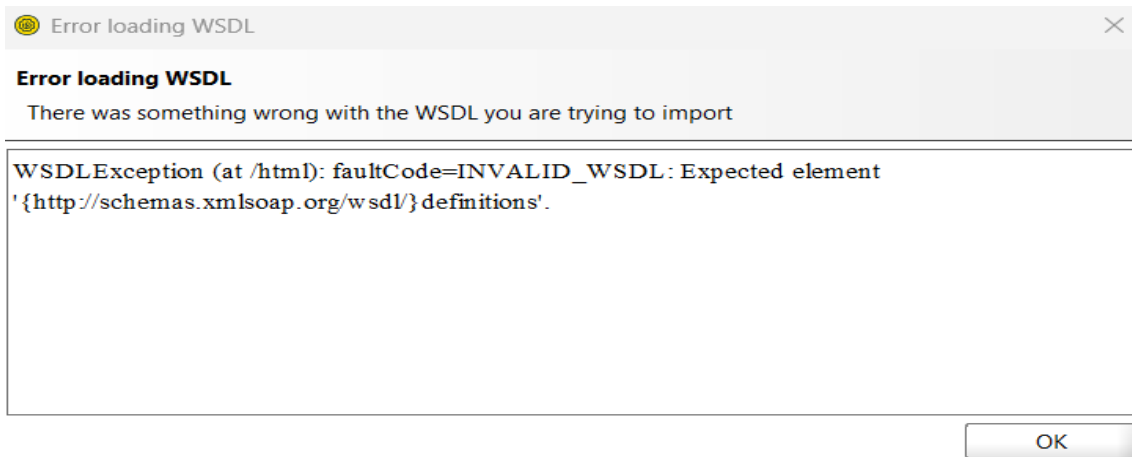 Error loading WSDL
Error loading WSDL
There was something wrong with the WSDL you are trying to import
WSDLException (at /html): faultCode=INVALID_WSDL: Expected element
'{http://schemas.xmlsoap.org/wsdl/}definitions'.
OK